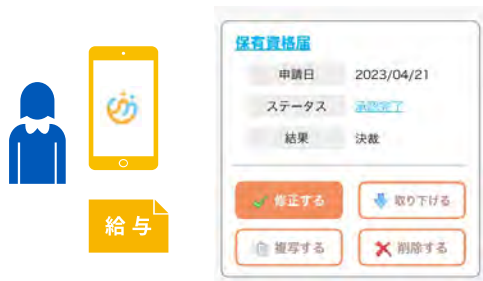 保有資格届
申請日 2023/04/21
ステータス 承認完了
結果 決裁
修正する 取り下げる
複写する 削除する
給与